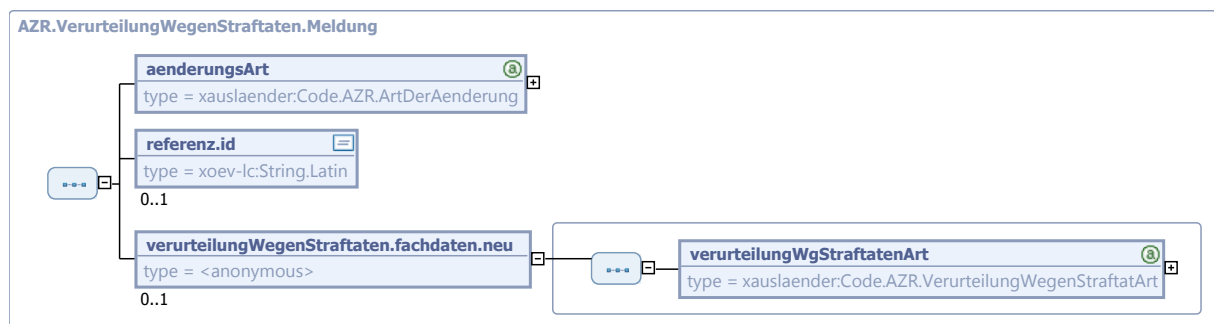 AZR.VerurteilungWegenStraftaten.Meldung
aenderungsArt
type = xauslaender:Code.AZR.ArtDerAenderung
referenz.id
type = xoev-lc:String.Latin
0..1
verurteilungWegenStraftaten.fachdaten.neu
type = <anonymous>
0..1
verurteilungWgStraftatenArt
type = xauslaender:Code.AZR.VerurteilungWegenStraftatArt